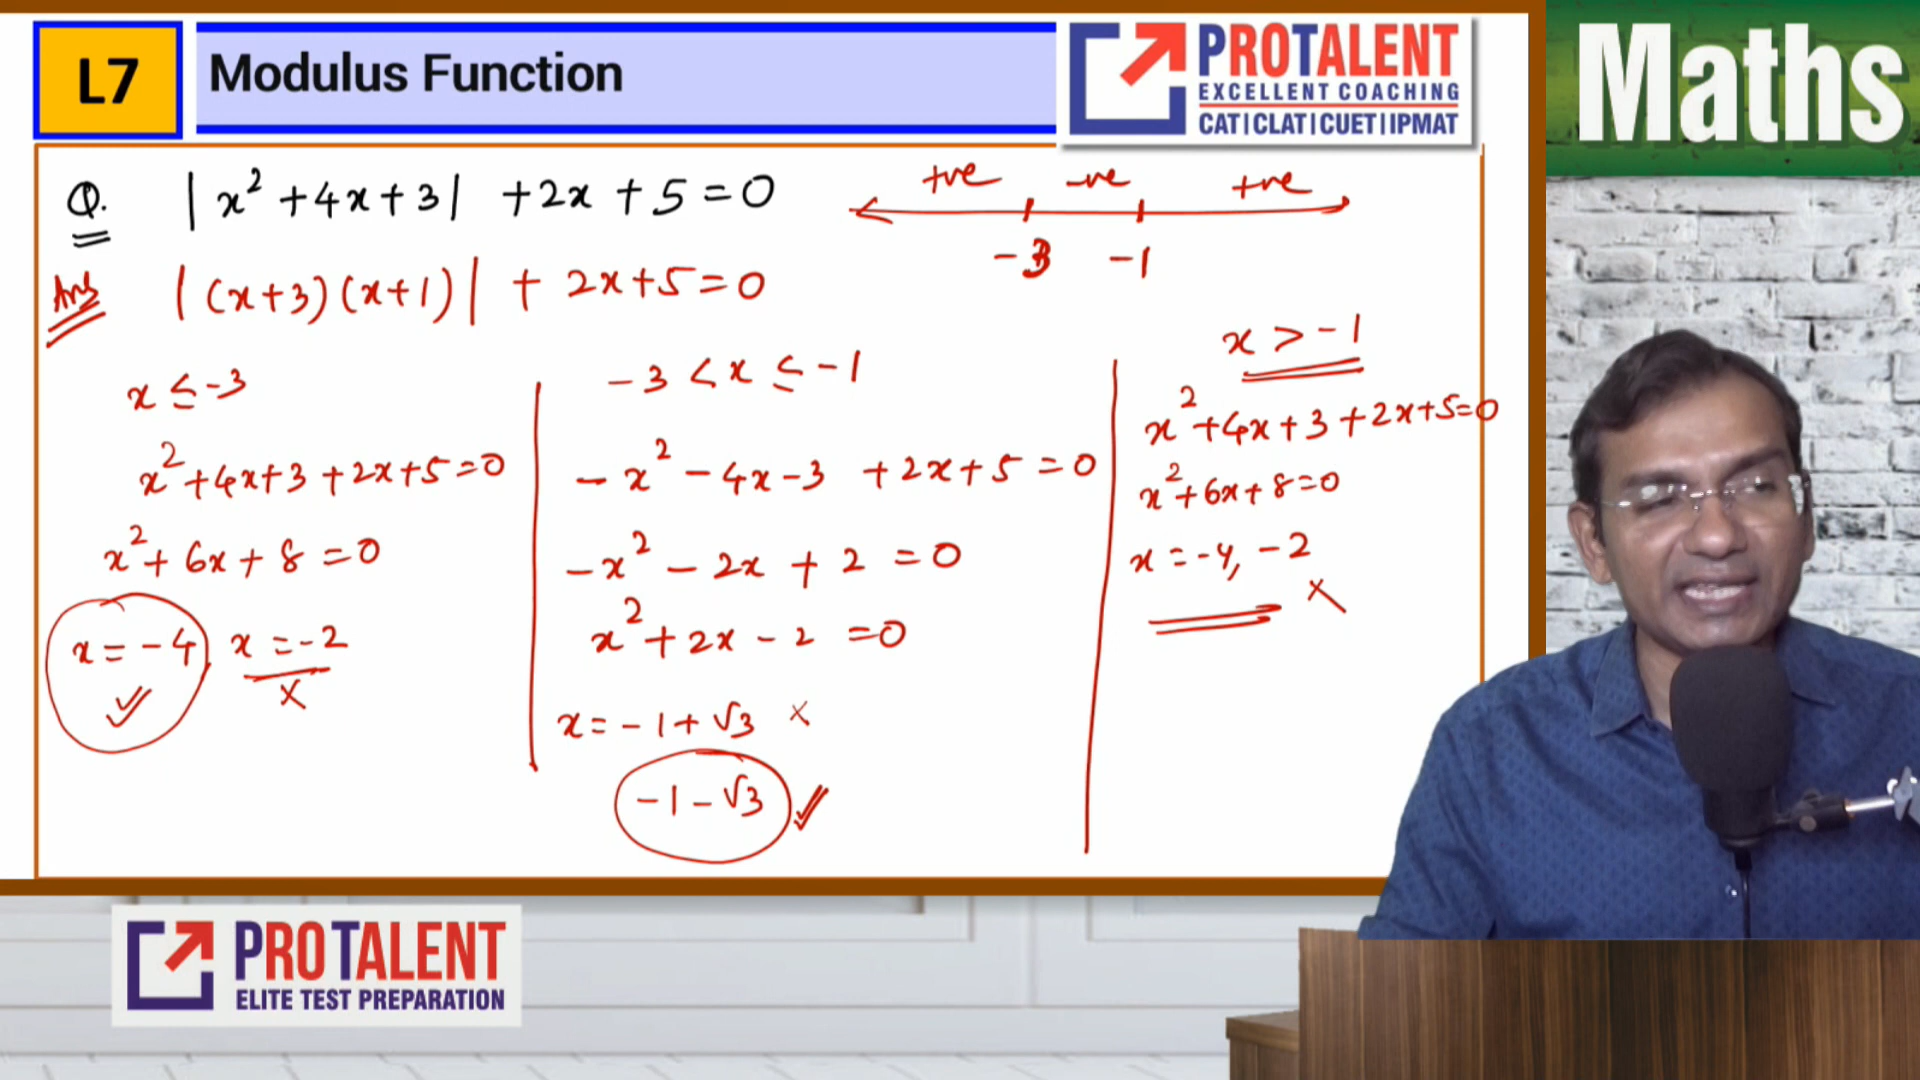 L7
Modulus Function
PROTALENT
EXCELLENT COACHING
CAT|CLAT|CUET|IPMAT
Maths
Q. |x² + 4x + 3| + 2x + 5 = 0
+ve -ve +ve
-3 -1
Ans |(x+3)(x+1)| + 2x + 5 = 0
x ≤ -3
x² + 4x + 3 + 2x + 5 = 0
x² + 6x + 8 = 0
x = -4, x = -2
✓ ×
-3 < x ≤ -1
-x² - 4x - 3 + 2x + 5 = 0
-x² - 2x + 2 = 0
x² + 2x - 2 = 0
x = -1 + √3 ×
-1 - √3 ✓
x > -1
x² + 4x + 3 + 2x + 5 = 0
x² + 6x + 8 = 0
x = -4, -2
×
PROTALENT
ELITE TEST PREPARATION